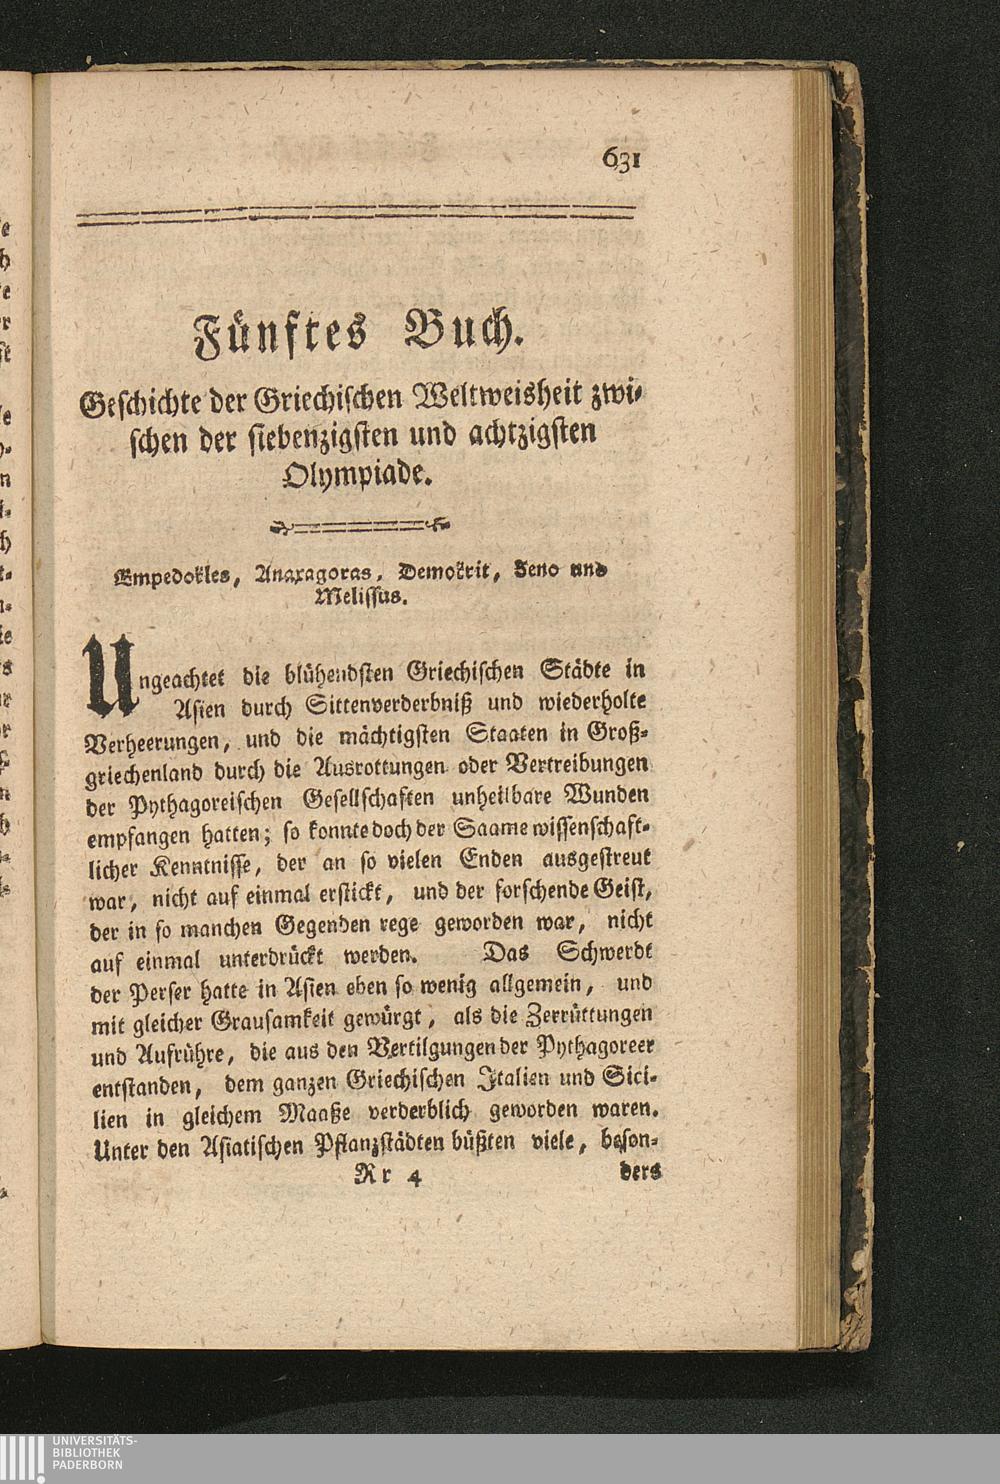 631
Fünftes Buch.
Geschichte der Griechischen Weltweisheit zwi-
schen der siebenzigsten und achtzigsten
Olympiade.
Empedokles, Anaxagoras, Demokrit, Zeno und
Melissus.
Ungeachtet die blühendsten Griechischen Städte in
Asien durch Sittenverderbniß und wiederholte
Verheerungen, und die mächtigsten Staaten in Groß-
griechenland durch die Ausrottungen oder Vertreibungen
der Pythagoreischen Gesellschaften unheilbare Wunden
empfangen hatten; so konnte doch der Saame wissenschaft-
licher Kenntnisse, der an so vielen Enden ausgestreut
war, nicht auf einmal erstickt, und der forschende Geist,
der in so manchen Gegenden rege geworden war, nicht
auf einmal unterdrückt werden. Das Schwerdt
der Perser hatte in Asien eben so wenig allgemein, und
mit gleicher Grausamkeit gewürgt, als die Zerrüttungen
und Aufrühre, die aus den Vertilgungen der Pythagoreer
entstanden, dem ganzen Griechischen Italien und Sici-
lien in gleichem Maaße verderblich geworden waren.
Unter den Asiatischen Pflanzstädten büßten viele, beson-
Rr 4 ders
UNIVERSITÄTS-
BIBLIOTHEK
PADERBORN